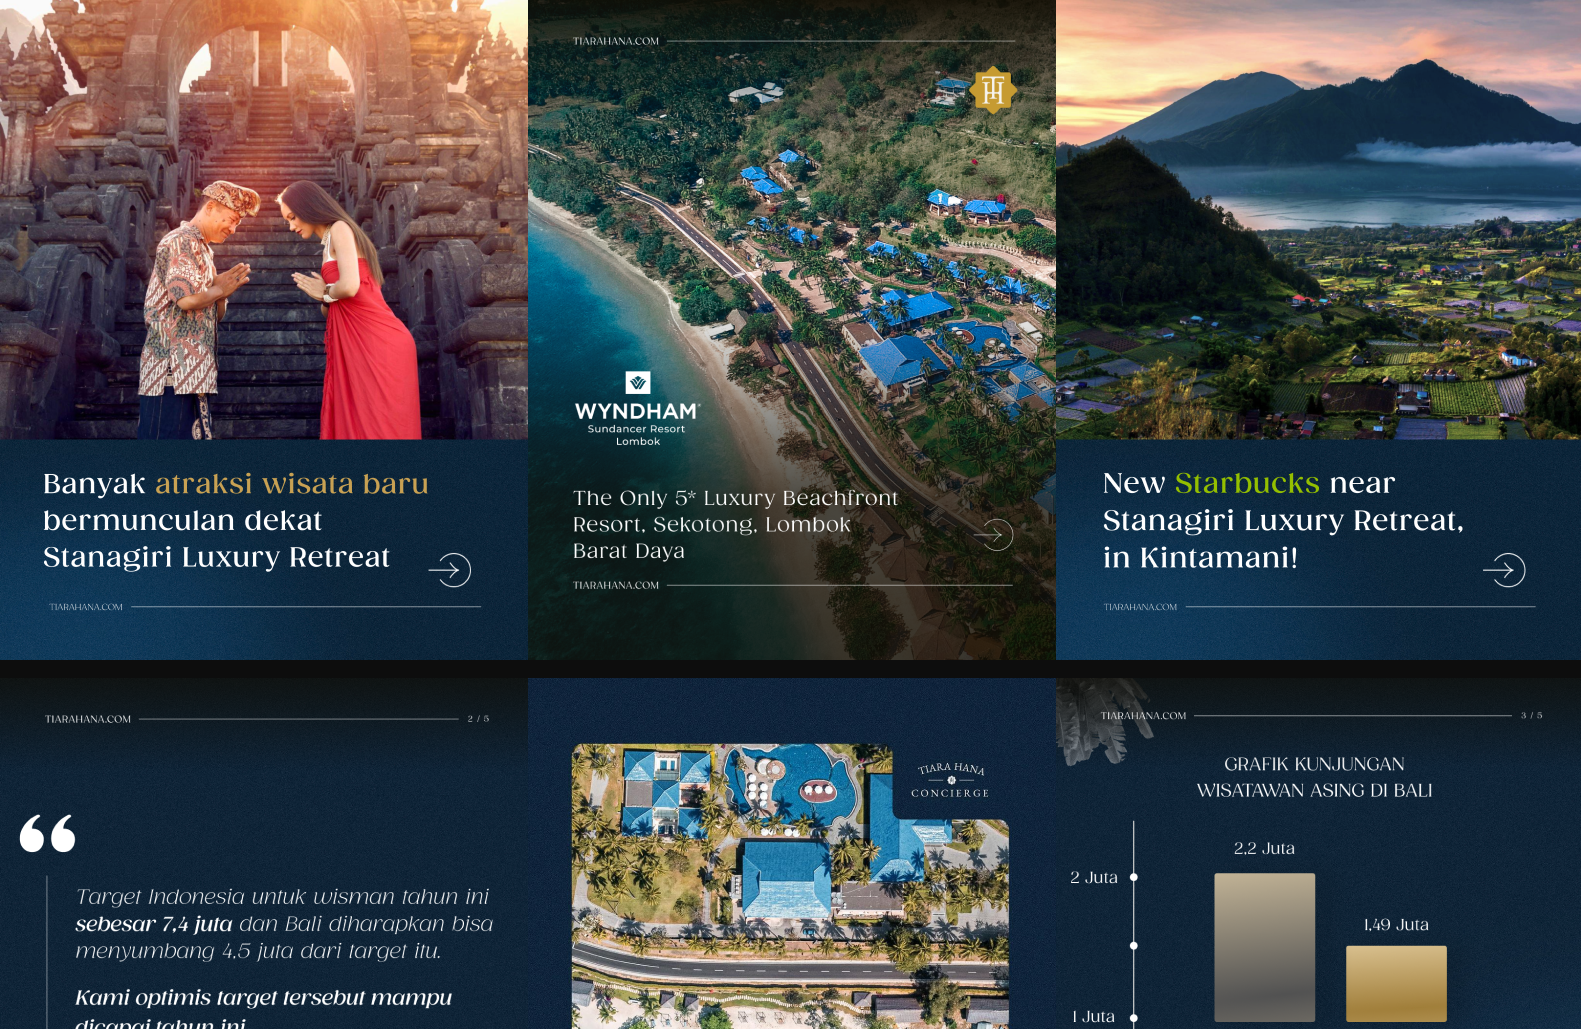 Banyak atraksi wisata baru
bermunculan dekat
Stanagiri Luxury Retreat
TIARAHANA.COM
TIARAHANA.COM
TH
WYNDHAM
Sundancer Resort
Lombok
The Only 5* Luxury Beachfront
Resort, Sekotong, Lombok
Barat Daya
TIARAHANA.COM
New Starbucks near
Stanagiri Luxury Retreat,
in Kintamani!
TIARAHANA.COM
TIARAHANA.COM 2 / 5
Target Indonesia untuk wisman tahun ini
sebesar 7,4 juta dan Bali diharapkan bisa
menyumbang 4,5 juta dari target itu.
Kami optimis target tersebut mampu
dicapai tahun ini
TIARA HANA
CONCIERGE
TIARAHANA.COM 3 / 5
GRAFIK KUNJUNGAN
WISATAWAN ASING DI BALI
2,2 Juta
2 Juta
1,49 Juta
1 Juta